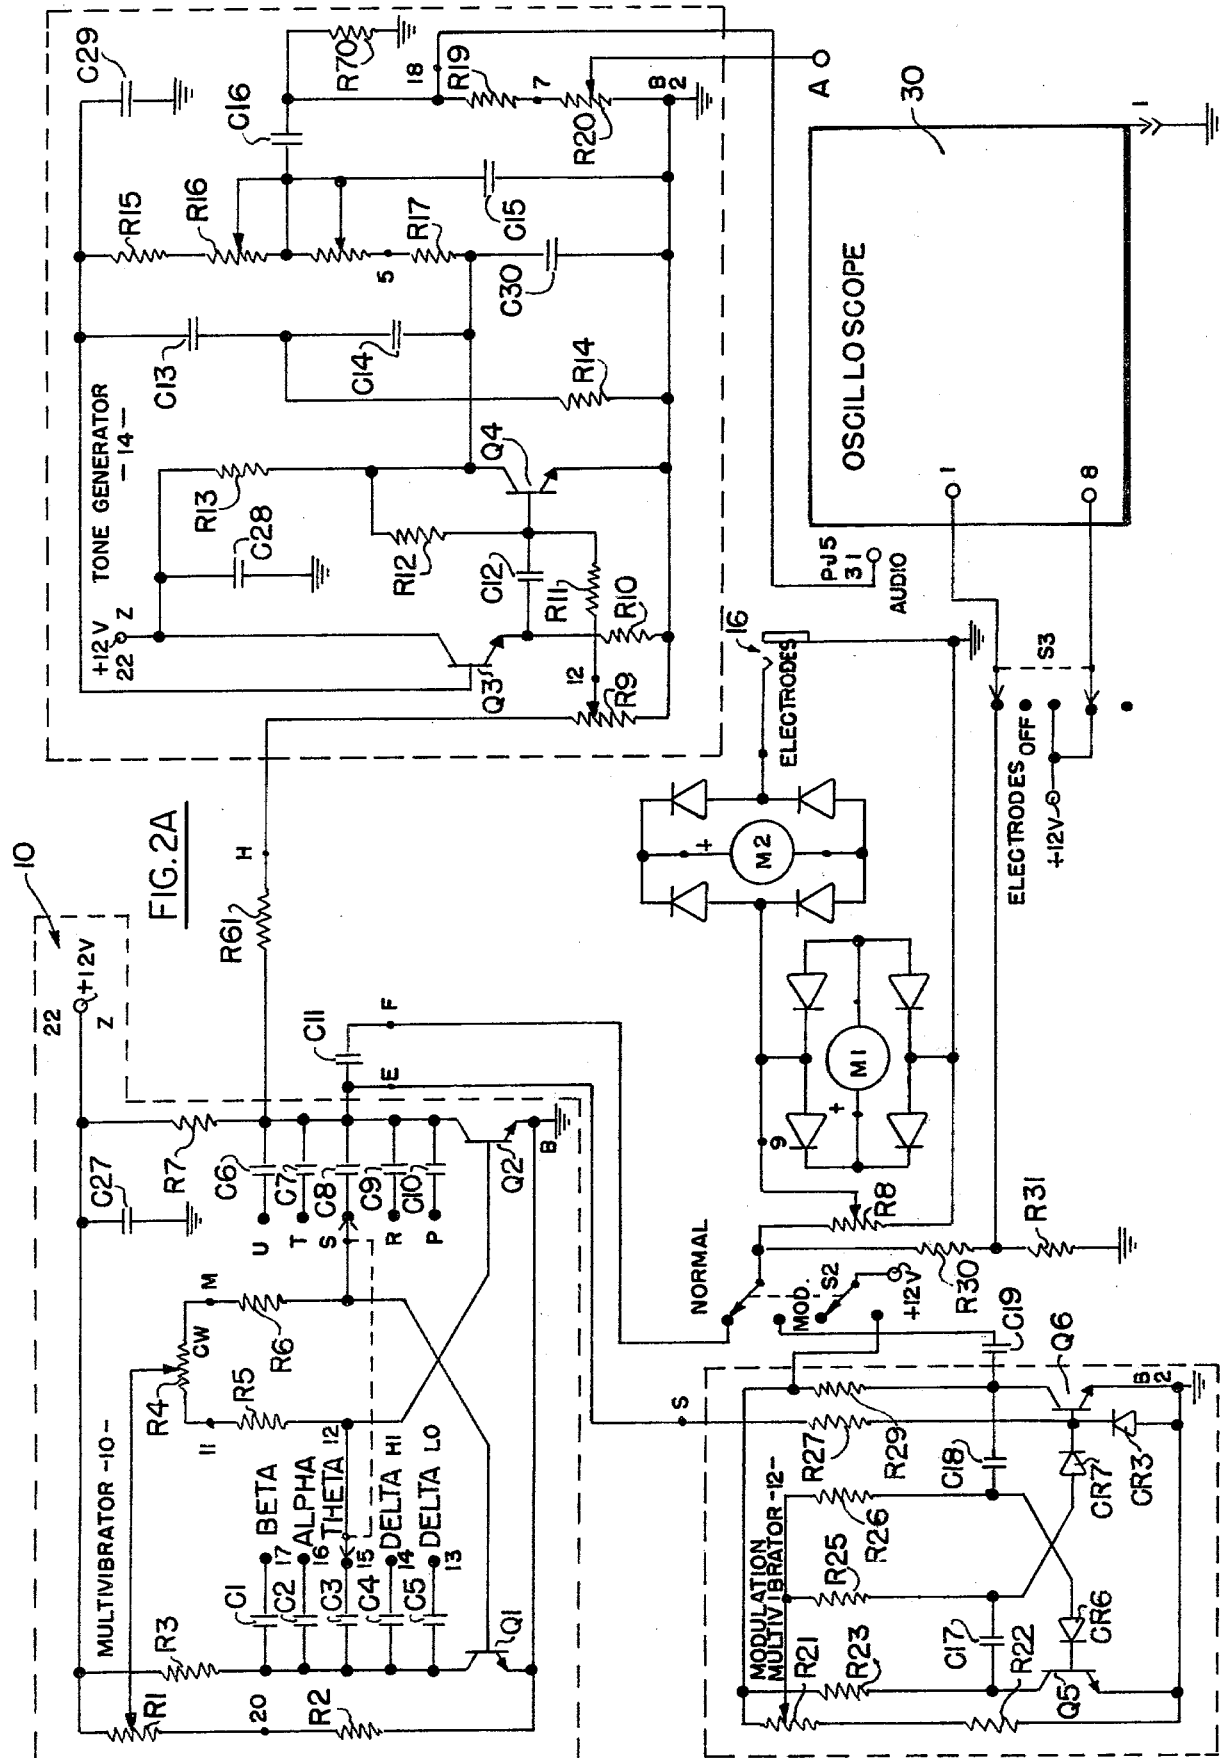 FIG. 2A
10
22
+12V
Z
MULTIVIBRATOR -10-
R1
20
R2
R3
C1
C2
C3
C4
C5
BETA
ALPHA
THETA
DELTA HI
DELTA LO
17
16
15
14
13
12
11
R4
CW
M
R5
R6
C27
R7
C6
C7
C8
C9
C10
U
T
S
R
P
Q1
Q2
B
C11
E
F
R61
H
TONE GENERATOR
-14-
+12V
22
Z
C28
R13
R12
C12
R11
R10
12
R9
Q3
Q4
C13
C14
R14
R15
R16
5
R17
C15
C30
C29
C16
R70
18
R19
7
R20
B
2
A
MODULATION
MULTIVIBRATOR -12-
R21
R23
R25
R26
R27
R29
C17
R22
C18
Q5
CR6
CR7
CR3
Q6
B
2
S
C19
NORMAL
MOD.
S2
+12V
R8
R30
R31
9
+
M1
+
M2
ELECTRODES
16
PJ5
31
AUDIO
ELECTRODES
OFF
+12V
S3
OSCILLOSCOPE
30
1
8
1